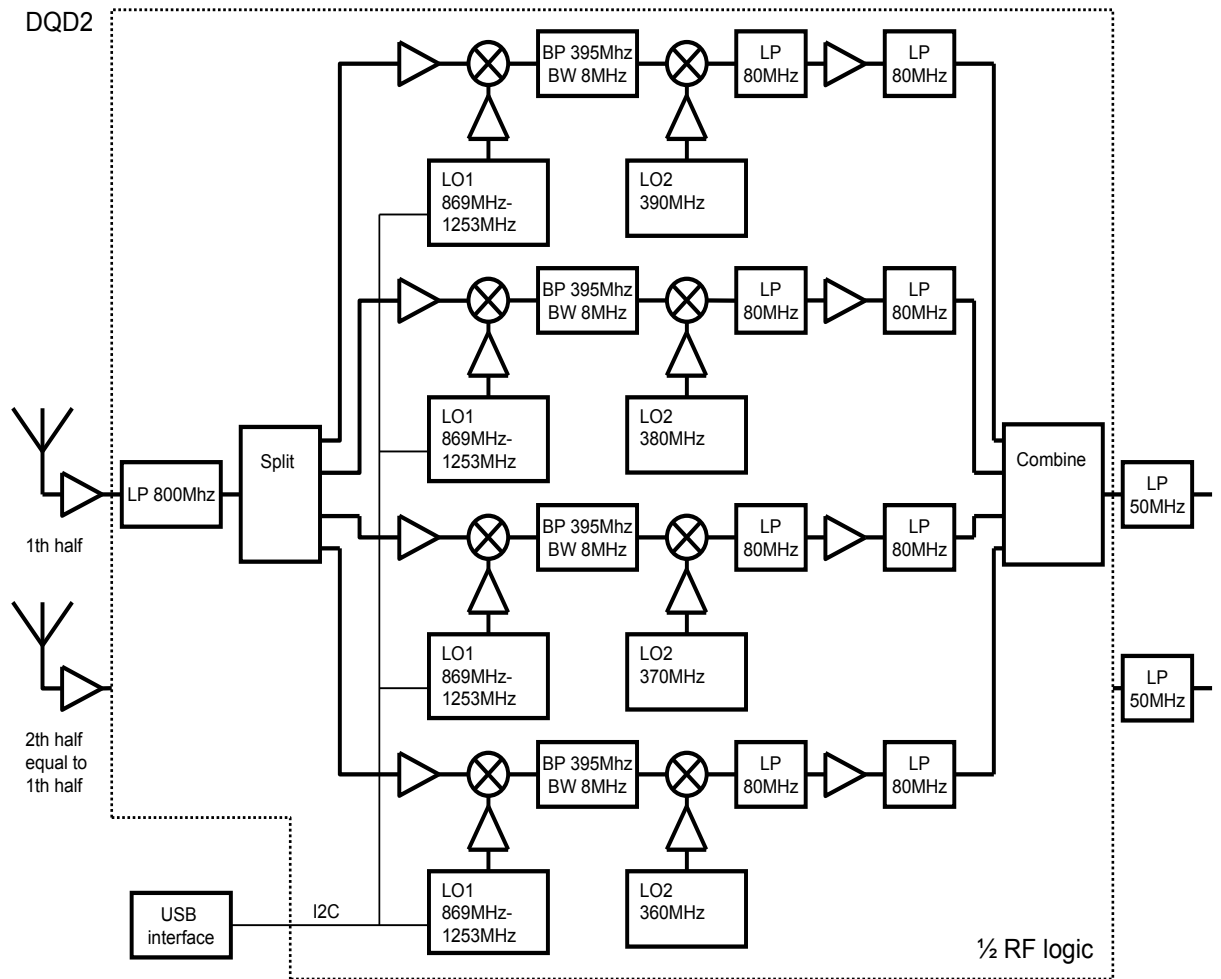 DQD2
BP 395Mhz
BW 8MHz
LP
80MHz
LP
80MHz
LO1
869MHz-
1253MHz
LO2
390MHz
BP 395Mhz
BW 8MHz
LP
80MHz
LP
80MHz
LO1
869MHz-
1253MHz
LO2
380MHz
LP 800Mhz
Split
Combine
LP
50MHz
1th half
BP 395Mhz
BW 8MHz
LP
80MHz
LP
80MHz
LO1
869MHz-
1253MHz
LO2
370MHz
LP
50MHz
2th half
equal to
1th half
BP 395Mhz
BW 8MHz
LP
80MHz
LP
80MHz
LO1
869MHz-
1253MHz
LO2
360MHz
USB
interface
I2C
½ RF logic